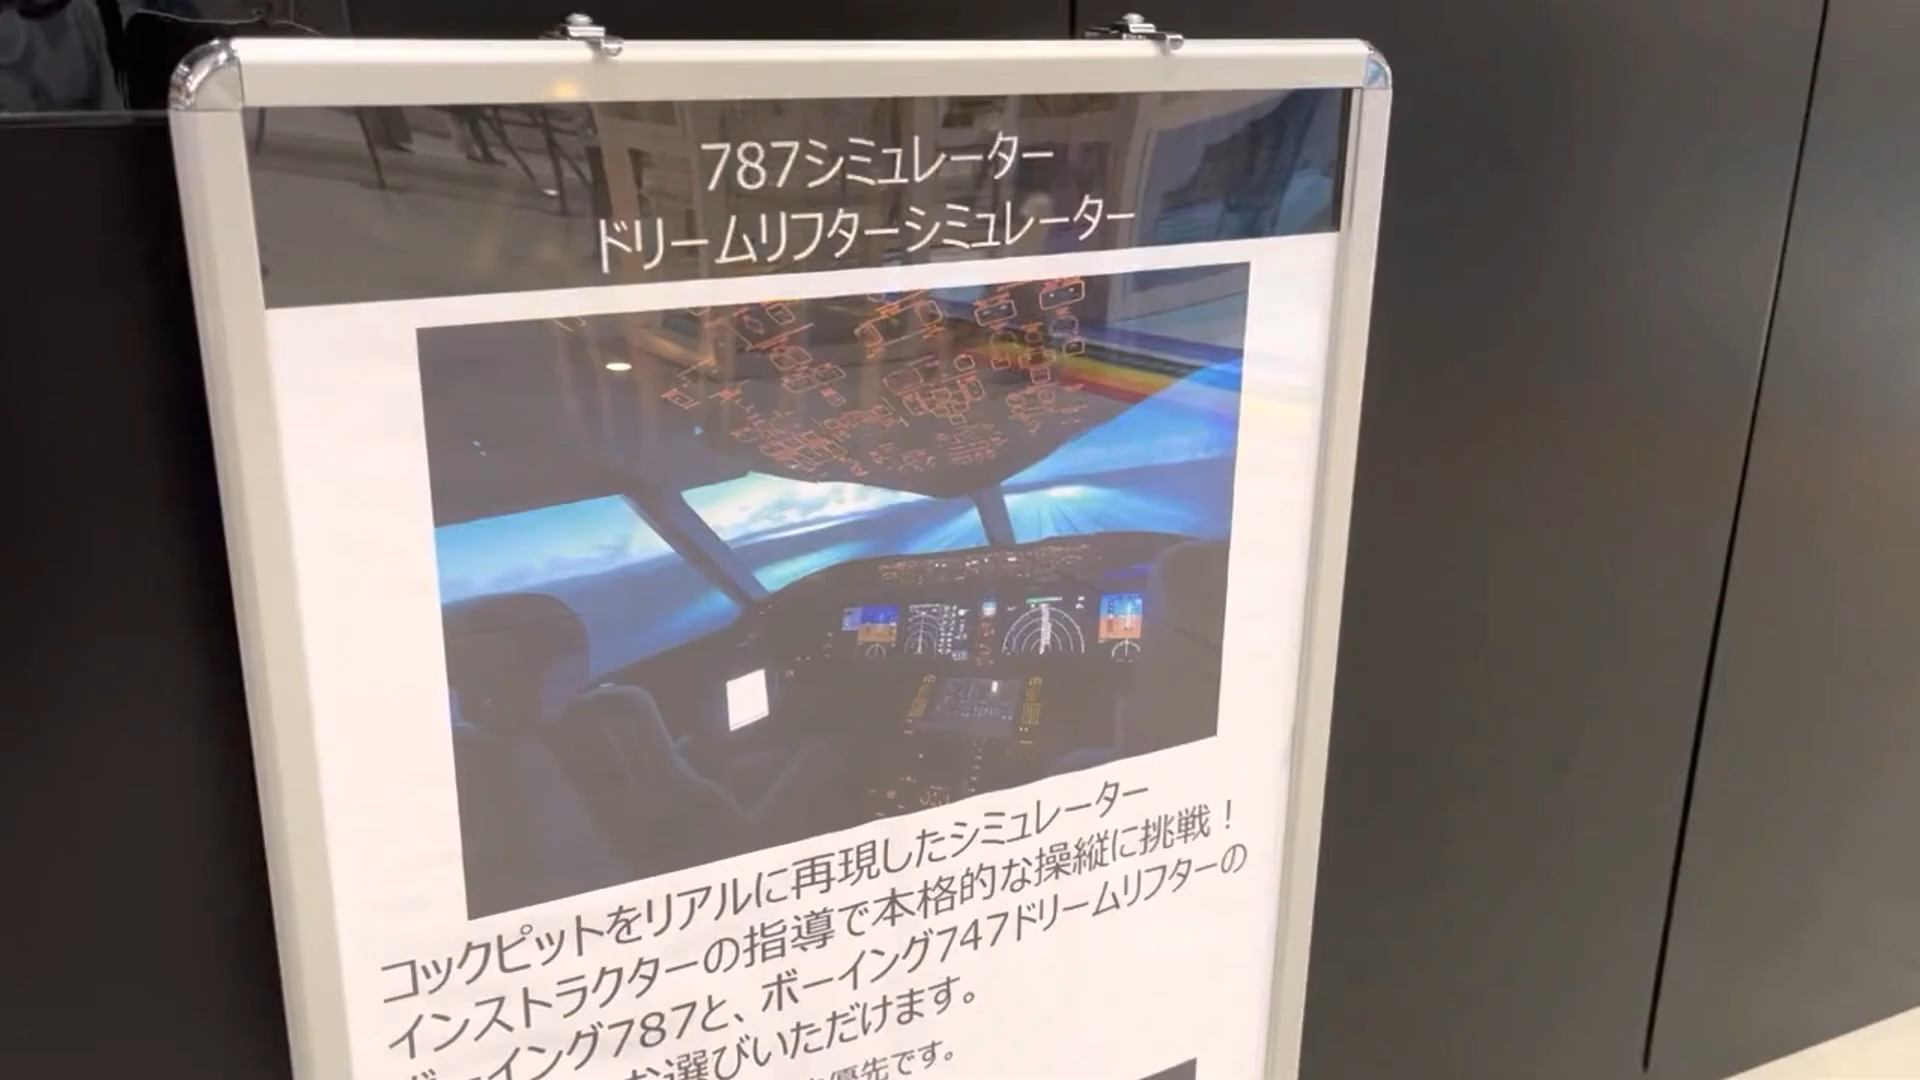 787シミュレーター
ドリームリフターシミュレーター
コックピットをリアルに再現したシミュレーター
インストラクターの指導で本格的な操縦に挑戦！
ボーイング787と、ボーイング747ドリームリフターの
お選びいただけます。
優先です。